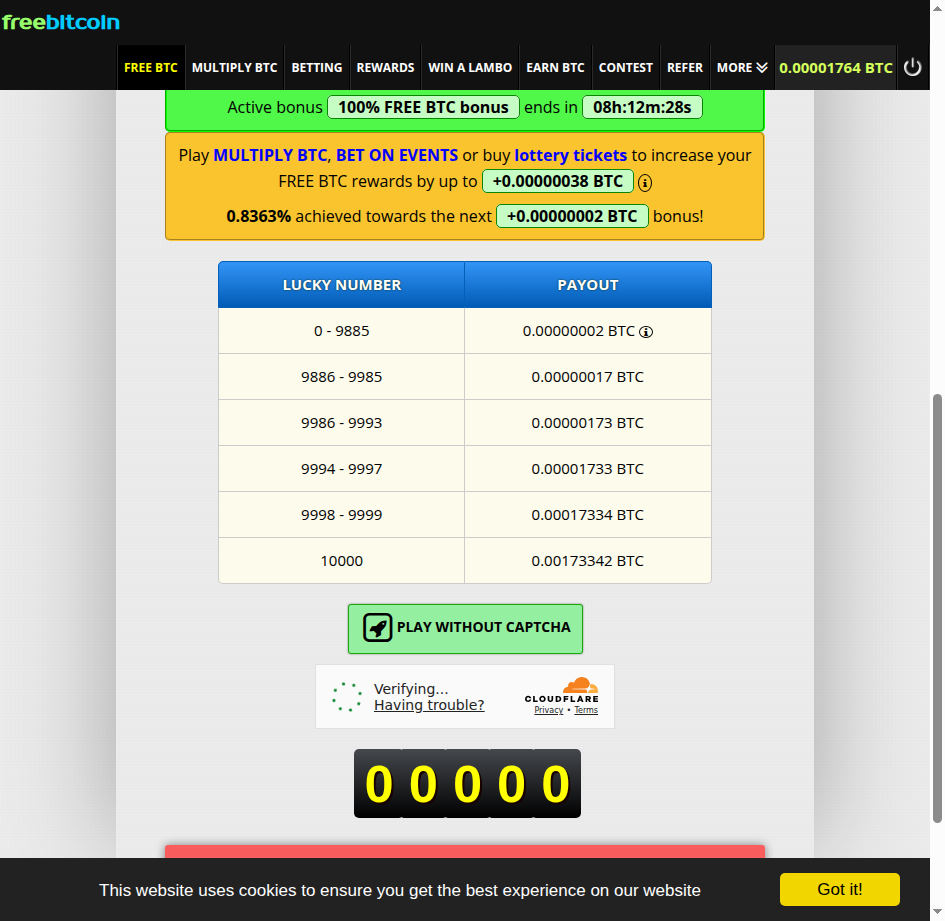 freebitcoin
FREE BTC MULTIPLY BTC BETTING REWARDS WIN A LAMBO EARN BTC CONTEST REFER MORE 0.00001764 BTC
Active bonus 100% FREE BTC bonus ends in 08h:12m:28s
Play MULTIPLY BTC, BET ON EVENTS or buy lottery tickets to increase your
FREE BTC rewards by up to +0.00000038 BTC
0.8363% achieved towards the next +0.00000002 BTC bonus!
LUCKY NUMBER PAYOUT
0 - 9885 0.00000002 BTC
9886 - 9985 0.00000017 BTC
9986 - 9993 0.00000173 BTC
9994 - 9997 0.00001733 BTC
9998 - 9999 0.00017334 BTC
10000 0.00173342 BTC
PLAY WITHOUT CAPTCHA
Verifying...
Having trouble?
CLOUDFLARE
Privacy • Terms
0 0 0 0 0
This website uses cookies to ensure you get the best experience on our website Got it!